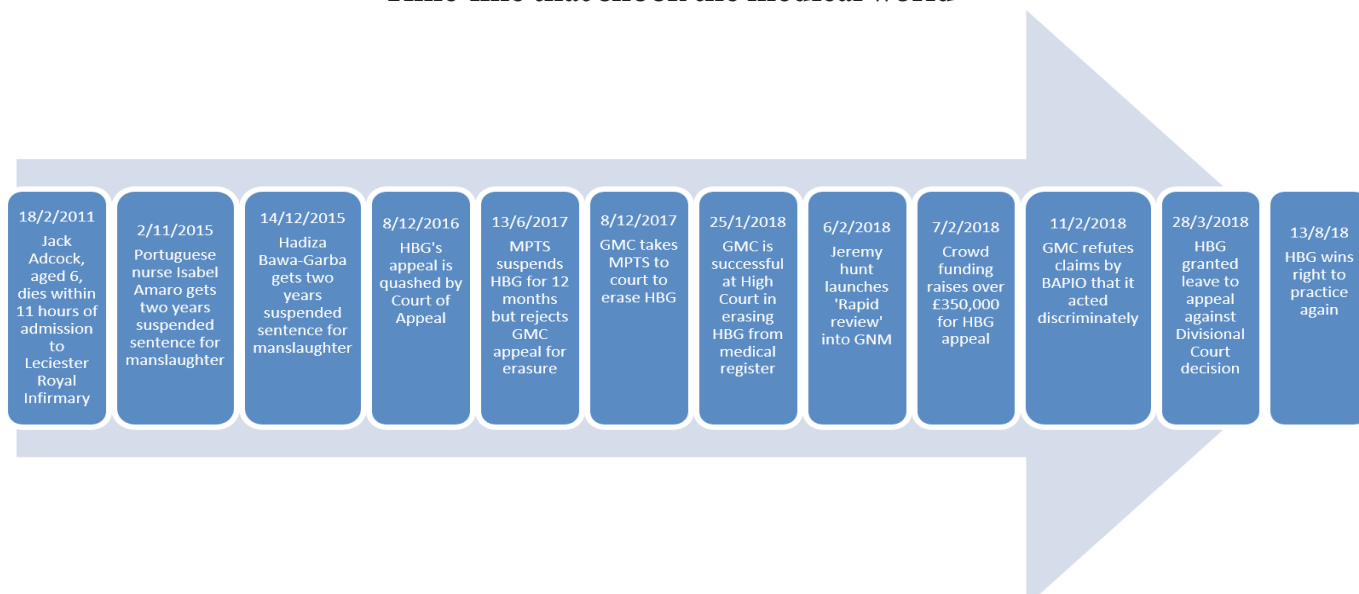 18/2/2011
Jack
Adcock,
aged 6,
dies within
11 hours of
admission
to
Leciester
Royal
Infirmary
2/11/2015
Portuguese
nurse Isabel
Amaro gets
two years
suspended
sentence for
manslaughter
14/12/2015
Hadiza
Bawa-Garba
gets two
years
suspended
sentence for
manslaughter
8/12/2016
HBG's
appeal is
quashed by
Court of
Appeal
13/6/2017
MPTS
suspends
HBG for 12
months
but rejects
GMC
appeal for
erasure
8/12/2017
GMC takes
MPTS to
court to
erase HBG
25/1/2018
GMC is
successful
at High
Court in
erasing
HBG from
medical
register
6/2/2018
Jeremy
hunt
launches
'Rapid
review'
into GNM
7/2/2018
Crowd
funding
raises over
£350,000
for HBG
appeal
11/2/2018
GMC refutes
claims by
BAPIO that it
acted
discriminately
28/3/2018
HBG
granted
leave to
appeal
against
Divisional
Court
decision
13/8/18
HBG wins
right to
practice
again